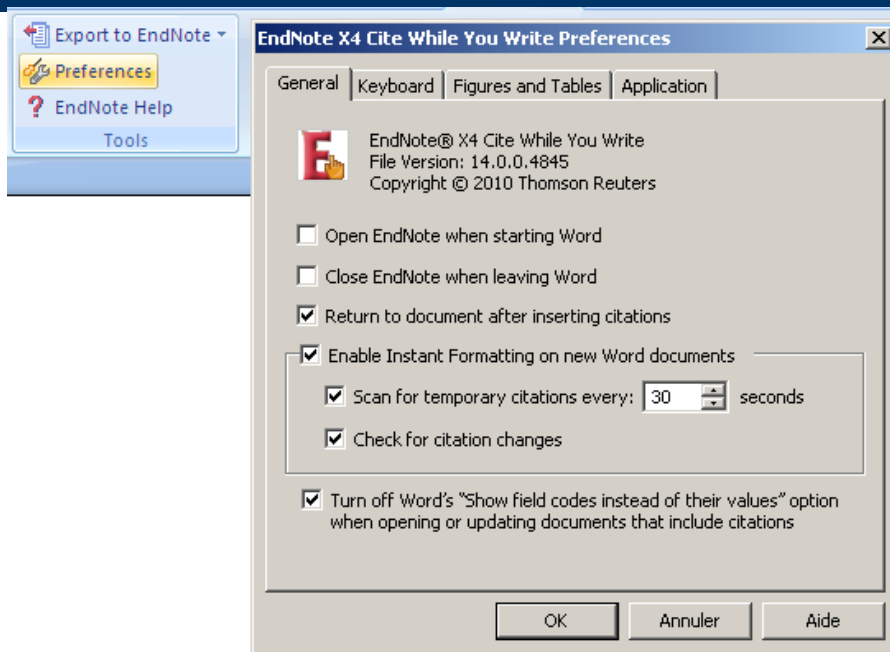 Export to EndNote
Preferences
EndNote Help
Tools
EndNote X4 Cite While You Write Preferences
General
Keyboard
Figures and Tables
Application
EndNote® X4 Cite While You Write
File Version: 14.0.0.4845
Copyright © 2010 Thomson Reuters
Open EndNote when starting Word
Close EndNote when leaving Word
Return to document after inserting citations
Enable Instant Formatting on new Word documents
Scan for temporary citations every: 30 seconds
Check for citation changes
Turn off Word's "Show field codes instead of their values" option
when opening or updating documents that include citations
OK
Annuler
Aide